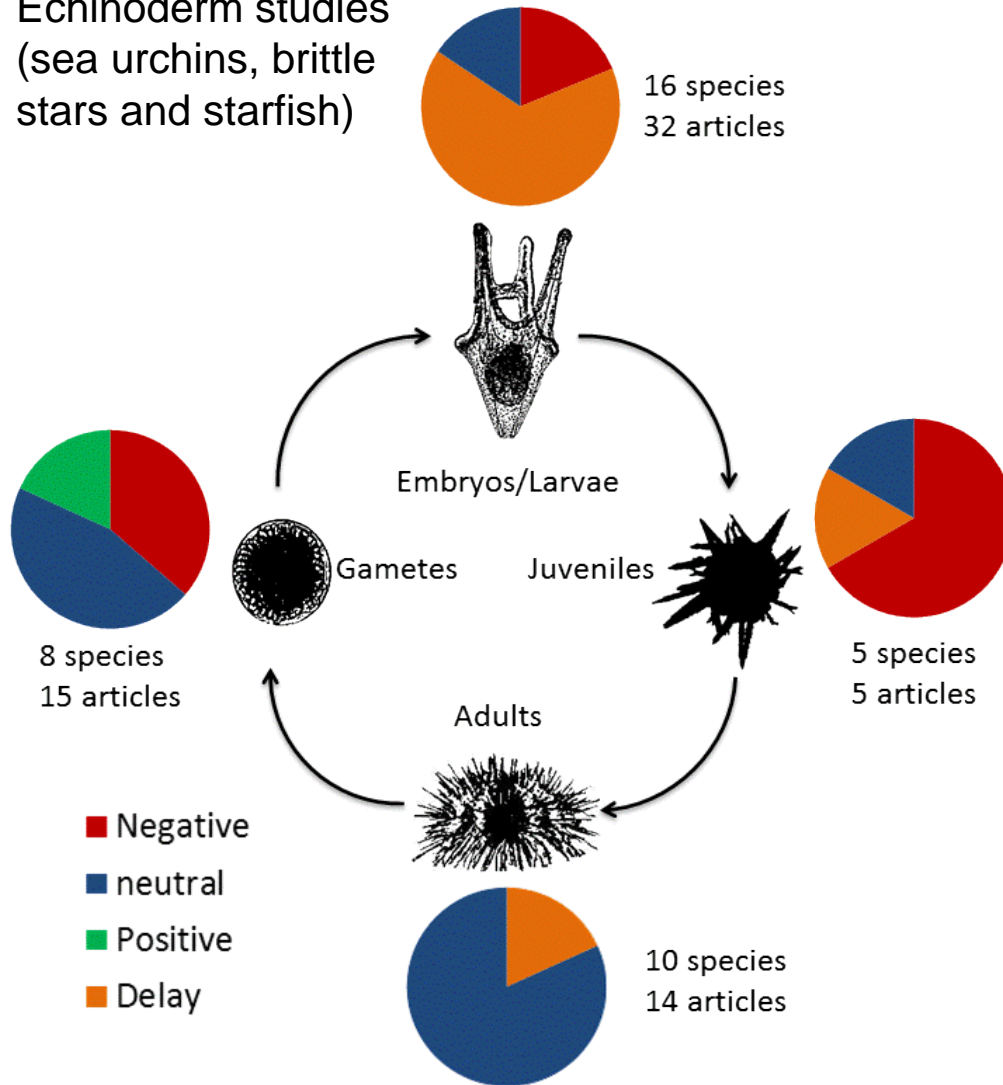 Echinoderm studies
(sea urchins, brittle
stars and starfish)
16 species
32 articles
Embryos/Larvae
Gametes
Juveniles
8 species
15 articles
5 species
5 articles
Adults
Negative
neutral
Positive
Delay
10 species
14 articles